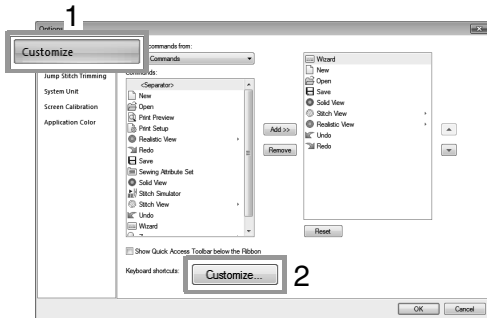 1
Options
Customize
commands from:
Commands
Jump Stitch Trimming
System Unit
Screen Calibration
Application Color
Commands:
<Separator>
New
Open
Print Preview
Print Setup
Realistic View
Redo
Save
Sewing Attribute Set
Solid View
Stitch Simulator
Stitch View
Undo
Wizard
Add >>
Remove
Wizard
New
Open
Save
Solid View
Stitch View
Realistic View
Undo
Redo
Reset
Show Quick Access Toolbar below the Ribbon
Keyboard shortcuts:
Customize...
2
OK
Cancel